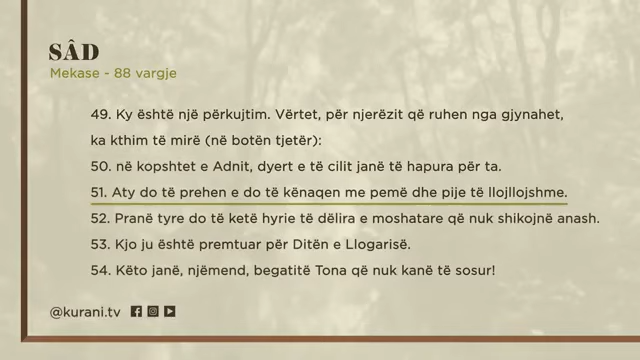 SÂD
Mekase - 88 vargje
49. Ky është një përkujtim. Vërtet, për njerëzit që ruhen nga gjynahet,
ka kthim të mirë (në botën tjetër):
50. në kopshtet e Adnit, dyert e të cilit janë të hapura për ta.
51. Aty do të prehen e do të kënaqen me pemë dhe pije të llojllojshme.
52. Pranë tyre do të ketë hyrie të dëlira e moshatare që nuk shikojnë anash.
53. Kjo ju është premtuar për Ditën e Llogarisë.
54. Këto janë, njëmend, begatitë Tona që nuk kanë të sosur!
@kurani.tv